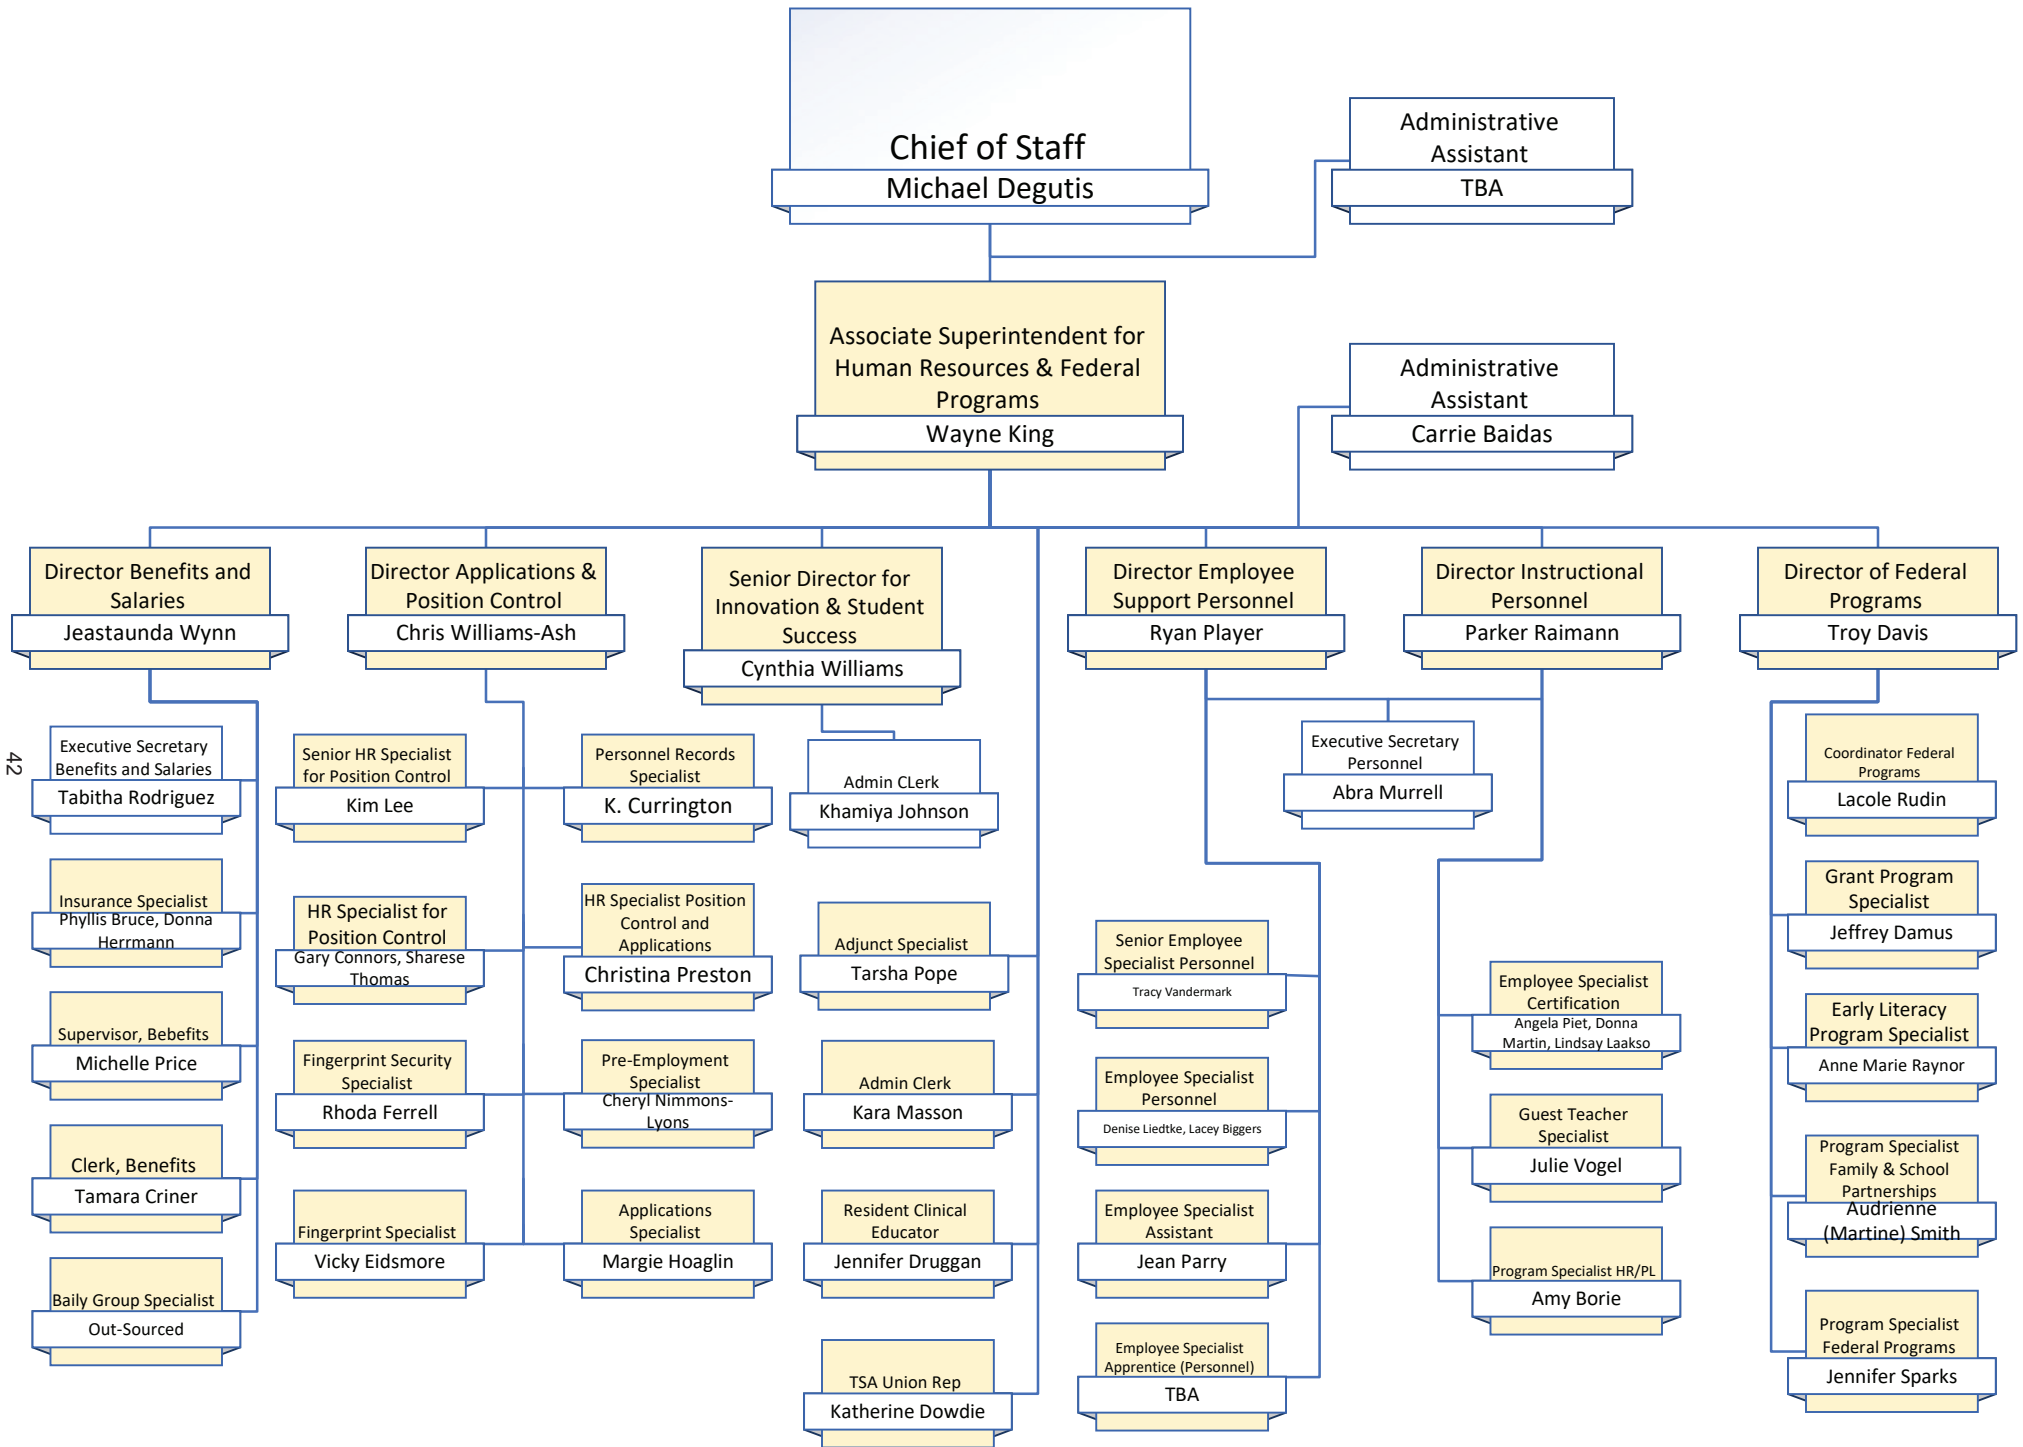 Chief of Staff
Michael Degutis
Administrative
Assistant
TBA
Associate Superintendent for
Human Resources & Federal
Programs
Wayne King
Administrative
Assistant
Carrie Baidas
Director Benefits and
Salaries
Jeastaunda Wynn
Director Applications &
Position Control
Chris Williams-Ash
Senior Director for
Innovation & Student
Success
Cynthia Williams
Director Employee
Support Personnel
Ryan Player
Director Instructional
Personnel
Parker Raimann
Director of Federal
Programs
Troy Davis
Executive Secretary
Benefits and Salaries
Tabitha Rodriguez
Insurance Specialist
Phyllis Bruce, Donna
Herrmann
Supervisor, Bebefits
Michelle Price
Clerk, Benefits
Tamara Criner
Baily Group Specialist
Out-Sourced
Senior HR Specialist
for Position Control
Kim Lee
HR Specialist for
Position Control
Gary Connors, Sharese
Thomas
Fingerprint Security
Specialist
Rhoda Ferrell
Fingerprint Specialist
Vicky Eidsmore
Personnel Records
Specialist
K. Currington
HR Specialist Position
Control and
Applications
Christina Preston
Pre-Employment
Specialist
Cheryl Nimmons-
Lyons
Applications
Specialist
Margie Hoaglin
Admin CLerk
Khamiya Johnson
Adjunct Specialist
Tarsha Pope
Admin Clerk
Kara Masson
Resident Clinical
Educator
Jennifer Druggan
TSA Union Rep
Katherine Dowdie
Executive Secretary
Personnel
Abra Murrell
Senior Employee
Specialist Personnel
Tracy Vandermark
Employee Specialist
Personnel
Denise Liedtke, Lacey Biggers
Employee Specialist
Assistant
Jean Parry
Employee Specialist
Apprentice (Personnel)
TBA
Employee Specialist
Certification
Angela Piet, Donna
Martin, Lindsay Laakso
Guest Teacher
Specialist
Julie Vogel
Program Specialist HR/PL
Amy Borie
Coordinator Federal
Programs
Lacole Rudin
Grant Program
Specialist
Jeffrey Damus
Early Literacy
Program Specialist
Anne Marie Raynor
Program Specialist
Family & School
Partnerships
Audrienne
(Martine) Smith
Program Specialist
Federal Programs
Jennifer Sparks
42